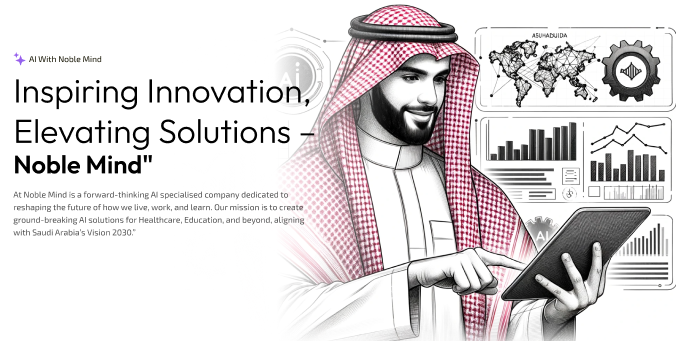 AI With Noble Mind
Inspiring Innovation,
Elevating Solutions –
Noble Mind"
At Noble Mind is a forward-thinking AI specialised company dedicated to
reshaping the future of how we live, work, and learn. Our mission is to create
ground-breaking AI solutions for Healthcare, Education, and beyond, aligning
with Saudi Arabia's Vision 2030."
Ai
AI